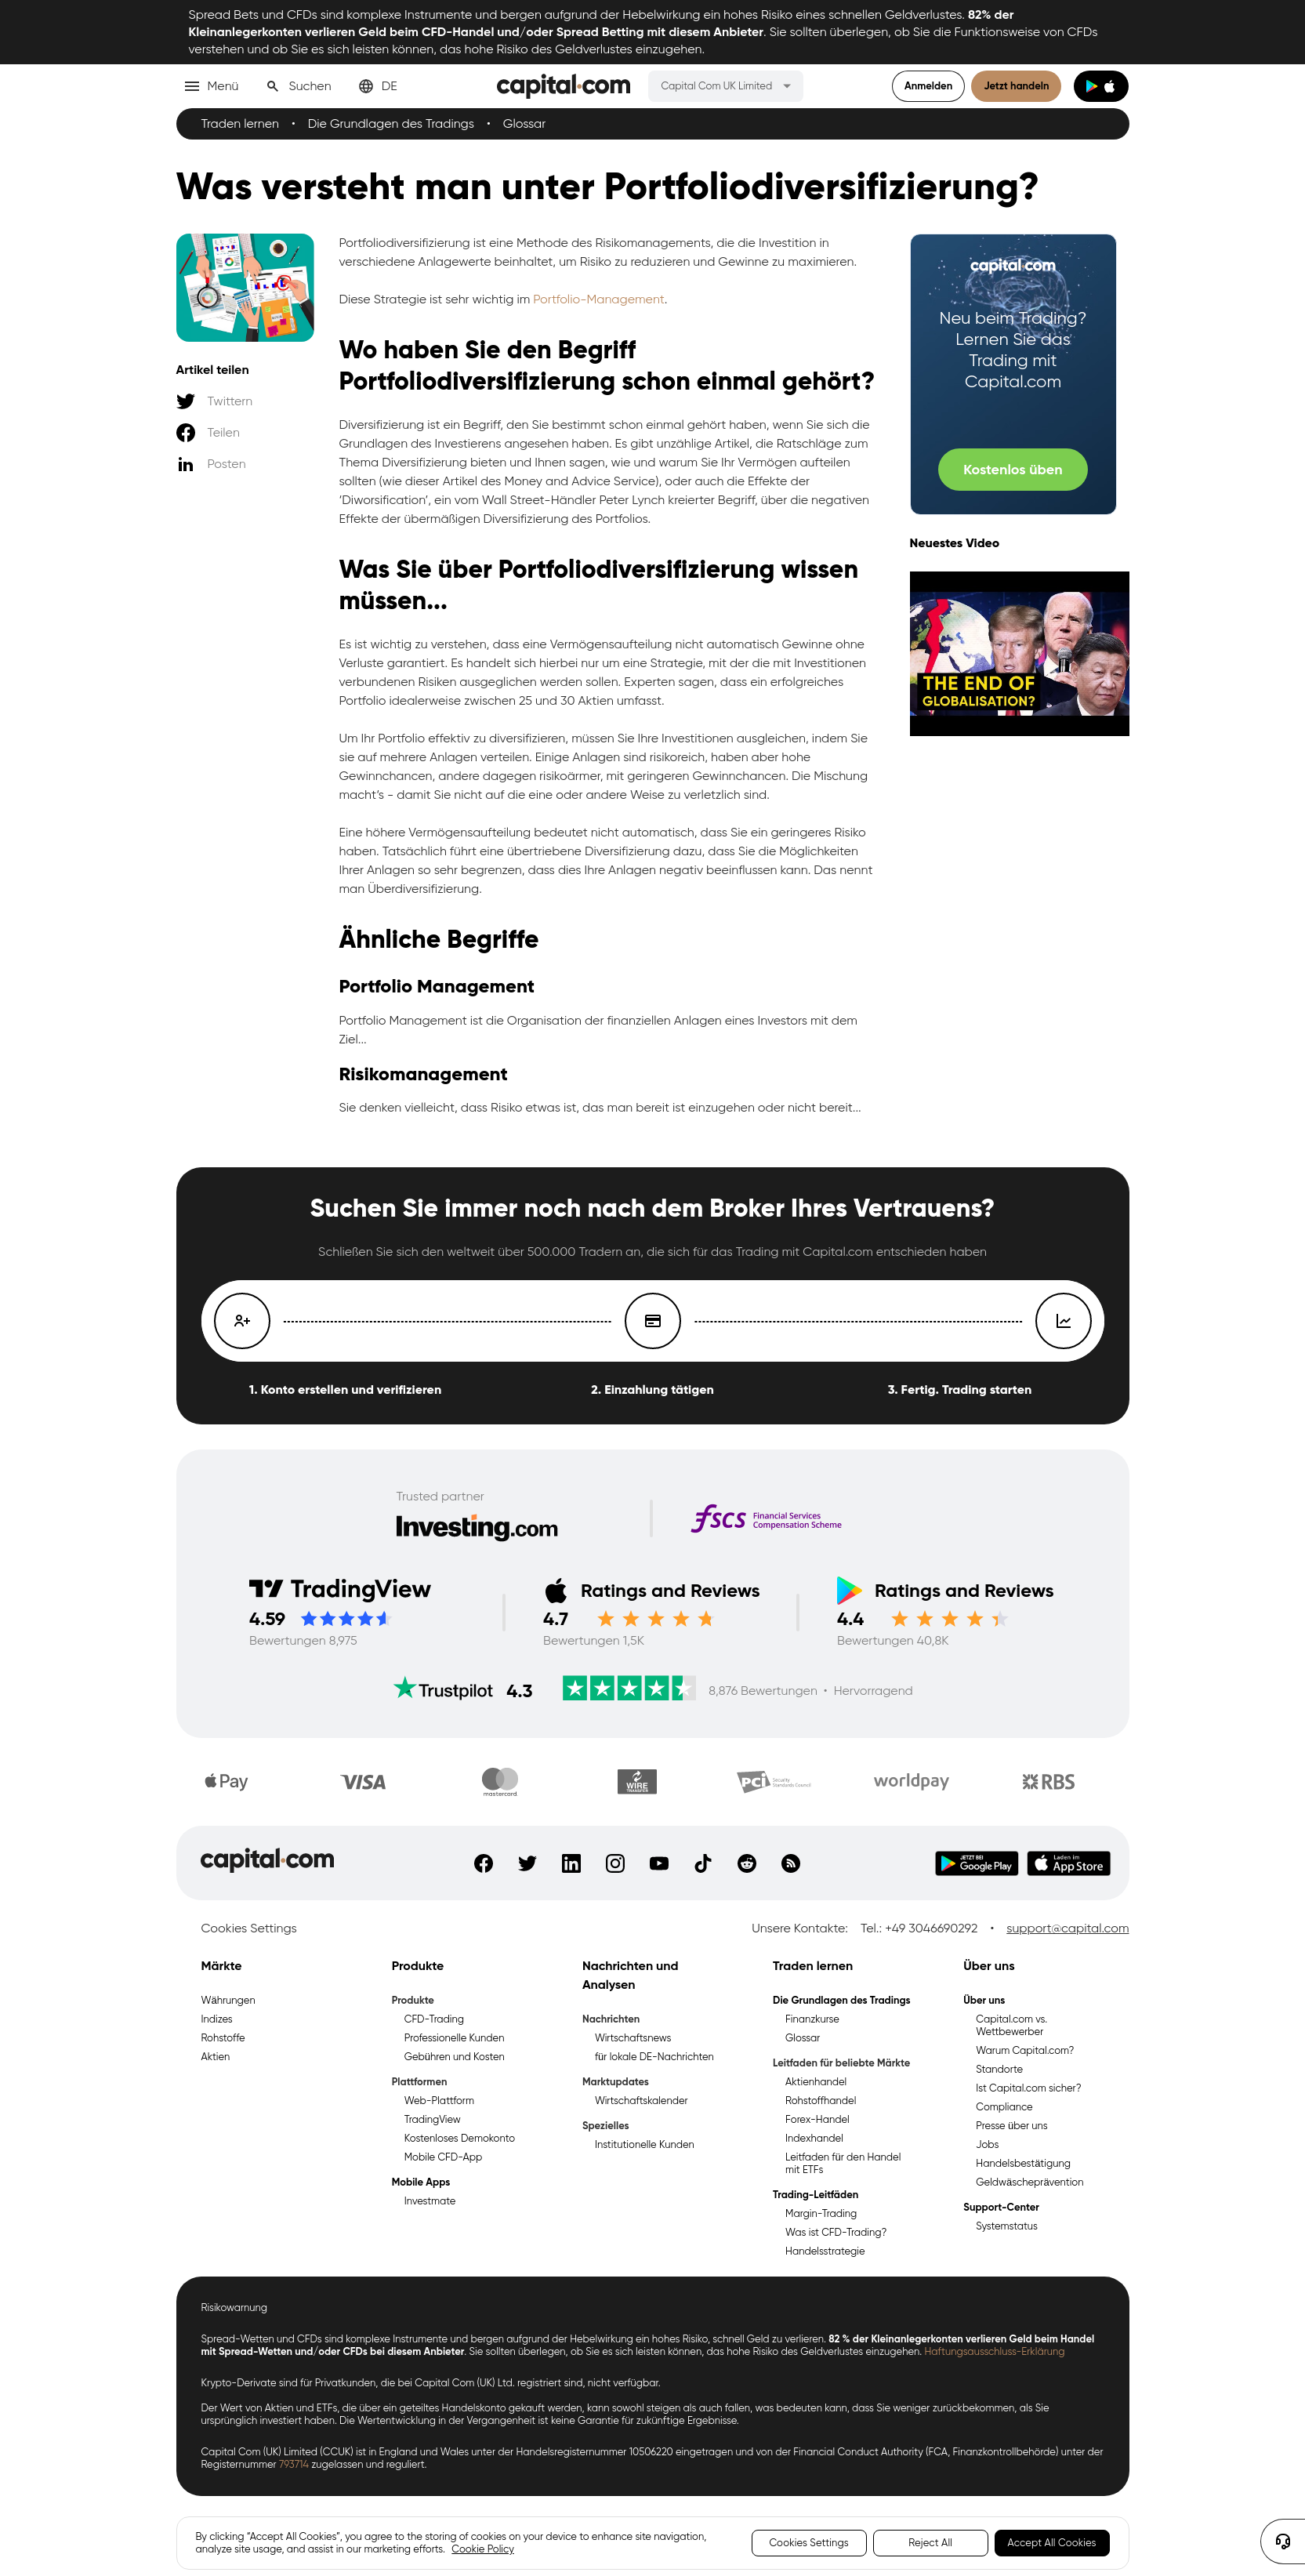 Spread Bets und CFDs sind komplexe Instrumente und bergen aufgrund der Hebelwirkung ein hohes Risiko eines schnellen Geldverlustes. 82% der
Kleinanlegerkonten verlieren Geld beim CFD-Handel und/oder Spread Betting mit diesem Anbieter. Sie sollten überlegen, ob Sie die Funktionsweise von CFDs
verstehen und ob Sie es sich leisten können, das hohe Risiko des Geldverlustes einzugehen.
Menü Suchen DE capital.com Capital Com UK Limited Anmelden Jetzt handeln
Traden lernen • Die Grundlagen des Tradings • Glossar
Was versteht man unter Portfoliodiversifizierung?
Artikel teilen
Twittern
Teilen
Posten
Portfoliodiversifizierung ist eine Methode des Risikomanagements, die die Investition in
verschiedene Anlagewerte beinhaltet, um Risiko zu reduzieren und Gewinne zu maximieren.
Diese Strategie ist sehr wichtig im Portfolio-Management.
Wo haben Sie den Begriff
Portfoliodiversifizierung schon einmal gehört?
Diversifizierung ist ein Begriff, den Sie bestimmt schon einmal gehört haben, wenn Sie sich die
Grundlagen des Investierens angesehen haben. Es gibt unzählige Artikel, die Ratschläge zum
Thema Diversifizierung bieten und Ihnen sagen, wie und warum Sie Ihr Vermögen aufteilen
sollten (wie dieser Artikel des Money and Advice Service), oder auch die Effekte der
‘Diworsification’, ein vom Wall Street-Händler Peter Lynch kreierter Begriff, über die negativen
Effekte der übermäßigen Diversifizierung des Portfolios.
Was Sie über Portfoliodiversifizierung wissen
müssen...
Es ist wichtig zu verstehen, dass eine Vermögensaufteilung nicht automatisch Gewinne ohne
Verluste garantiert. Es handelt sich hierbei nur um eine Strategie, mit der die mit Investitionen
verbundenen Risiken ausgeglichen werden sollen. Experten sagen, dass ein erfolgreiches
Portfolio idealerweise zwischen 25 und 30 Aktien umfasst.
Um Ihr Portfolio effektiv zu diversifizieren, müssen Sie Ihre Investitionen ausgleichen, indem Sie
sie auf mehrere Anlagen verteilen. Einige Anlagen sind risikoreich, haben aber hohe
Gewinnchancen, andere dagegen risikoärmer, mit geringeren Gewinnchancen. Die Mischung
macht’s - damit Sie nicht auf die eine oder andere Weise zu verletzlich sind.
Eine höhere Vermögensaufteilung bedeutet nicht automatisch, dass Sie ein geringeres Risiko
haben. Tatsächlich führt eine übertriebene Diversifizierung dazu, dass Sie die Möglichkeiten
Ihrer Anlagen so sehr begrenzen, dass dies Ihre Anlagen negativ beeinflussen kann. Das nennt
man Überdiversifizierung.
Ähnliche Begriffe
Portfolio Management
Portfolio Management ist die Organisation der finanziellen Anlagen eines Investors mit dem
Ziel...
Risikomanagement
Sie denken vielleicht, dass Risiko etwas ist, das man bereit ist einzugehen oder nicht bereit...
capital.com
Neu beim Trading?
Lernen Sie das
Trading mit
Capital.com
Kostenlos üben
Neuestes Video
THE END OF
GLOBALISATION?
Suchen Sie immer noch nach dem Broker Ihres Vertrauens?
Schließen Sie sich den weltweit über 500.000 Tradern an, die sich für das Trading mit Capital.com entschieden haben
1. Konto erstellen und verifizieren 2. Einzahlung tätigen 3. Fertig. Trading starten
Trusted partner
Investing.com
fscs Financial Services
Compensation Scheme
TradingView
4.59
Bewertungen 8,975
Ratings and Reviews
4.7
Bewertungen 1,5K
Ratings and Reviews
4.4
Bewertungen 40,8K
Trustpilot 4.3 8,876 Bewertungen • Hervorragend
Pay VISA mastercard WIRE TRANSFER PCI Security Standards Council worldpay RBS
capital.com JETZT BEI Google Play Laden im App Store
Cookies Settings Unsere Kontakte: Tel.: +49 3046690292 • support@capital.com
Märkte
Währungen
Indizes
Rohstoffe
Aktien
Produkte
Produkte
CFD-Trading
Professionelle Kunden
Gebühren und Kosten
Plattformen
Web-Plattform
TradingView
Kostenloses Demokonto
Mobile CFD-App
Mobile Apps
Investmate
Nachrichten und
Analysen
Nachrichten
Wirtschaftsnews
für lokale DE-Nachrichten
Marktupdates
Wirtschaftskalender
Spezielles
Institutionelle Kunden
Traden lernen
Die Grundlagen des Tradings
Finanzkurse
Glossar
Leitfaden für beliebte Märkte
Aktienhandel
Rohstoffhandel
Forex-Handel
Indexhandel
Leitfaden für den Handel
mit ETFs
Trading-Leitfäden
Margin-Trading
Was ist CFD-Trading?
Handelsstrategie
Über uns
Über uns
Capital.com vs.
Wettbewerber
Warum Capital.com?
Standorte
Ist Capital.com sicher?
Compliance
Presse über uns
Jobs
Handelsbestätigung
Geldwäscheprävention
Support-Center
Systemstatus
Risikowarnung
Spread-Wetten und CFDs sind komplexe Instrumente und bergen aufgrund der Hebelwirkung ein hohes Risiko, schnell Geld zu verlieren. 82 % der Kleinanlegerkonten verlieren Geld beim Handel
mit Spread-Wetten und/oder CFDs bei diesem Anbieter. Sie sollten überlegen, ob Sie es sich leisten können, das hohe Risiko des Geldverlustes einzugehen. Haftungsausschluss-Erklärung
Krypto-Derivate sind für Privatkunden, die bei Capital Com (UK) Ltd. registriert sind, nicht verfügbar.
Der Wert von Aktien und ETFs, die über ein geteiltes Handelskonto gekauft werden, kann sowohl steigen als auch fallen, was bedeuten kann, dass Sie weniger zurückbekommen, als Sie
ursprünglich investiert haben. Die Wertentwicklung in der Vergangenheit ist keine Garantie für zukünftige Ergebnisse.
Capital Com (UK) Limited (CCUK) ist in England und Wales unter der Handelsregisternummer 10506220 eingetragen und von der Financial Conduct Authority (FCA, Finanzkontrollbehörde) unter der
Registernummer 793714 zugelassen und reguliert.
By clicking “Accept All Cookies”, you agree to the storing of cookies on your device to enhance site navigation,
analyze site usage, and assist in our marketing efforts. Cookie Policy
Cookies Settings Reject All Accept All Cookies